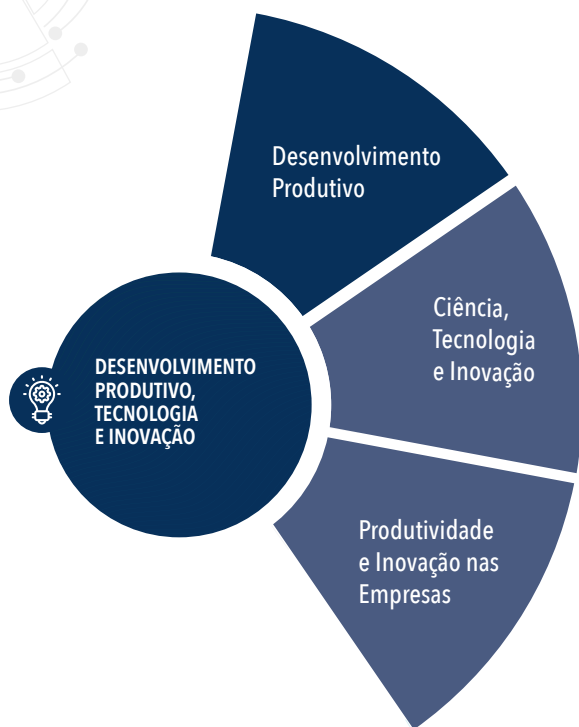 Desenvolvimento
Produtivo
Ciência,
Tecnologia
e Inovação
DESENVOLVIMENTO
PRODUTIVO,
TECNOLOGIA
E INOVAÇÃO
Produtividade
e Inovação nas
Empresas